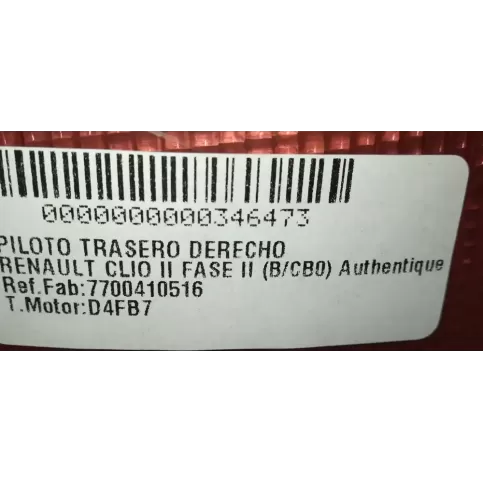 0000000000346473
PILOTO TRASERO DERECHO
RENAULT CLIO II FASE II (B/CB0) Authentique
Ref.Fab:7700410516
T.Motor:D4FB7